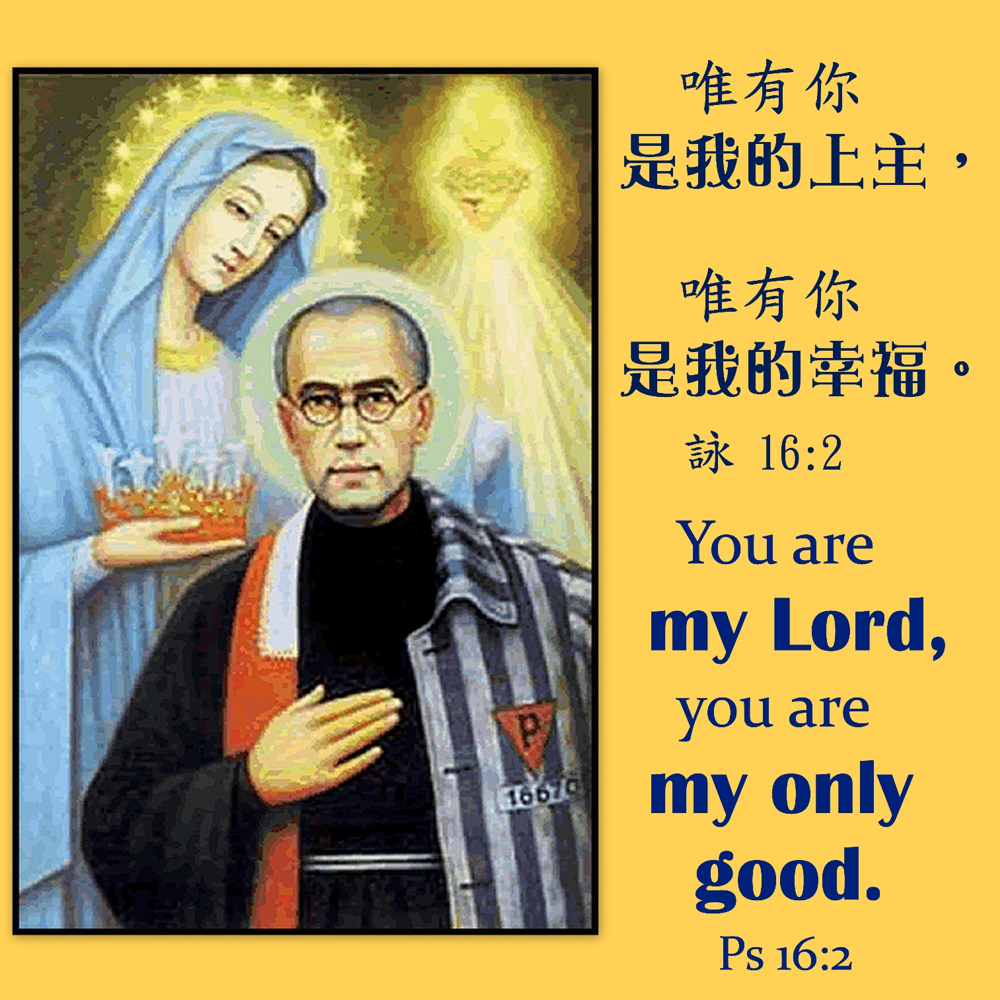 唯有你
是我的上主，
唯有你
是我的幸福。
詠 16:2
You are
my Lord,
you are
my only
good.
Ps 16:2
P
16670